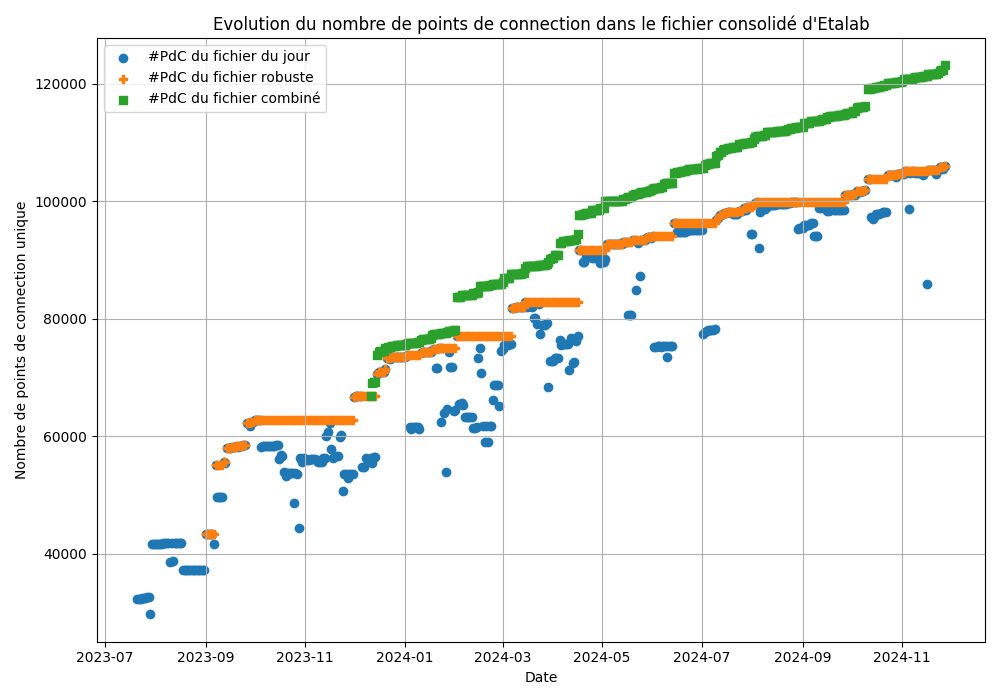 Evolution du nombre de points de connection dans le fichier consolidé d'Etalab
#PdC du fichier du jour
#PdC du fichier robuste
#PdC du fichier combiné
Nombre de points de connection unique
120000
100000
80000
60000
40000
2023-07 2023-09 2023-11 2024-01 2024-03 2024-05 2024-07 2024-09 2024-11
Date